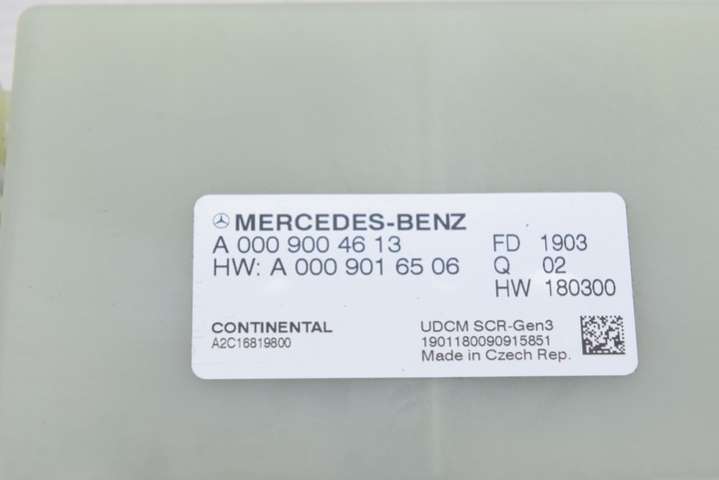 MERCEDES-BENZ
A 000 900 46 13
HW: A 000 901 65 06
FD 1903
Q 02
HW 180300
CONTINENTAL
A2C16819800
UDCM SCR-Gen3
1901180090915851
Made in Czech Rep.